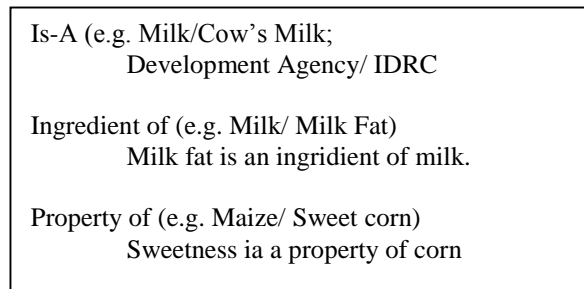 Is-A (e.g. Milk/Cow’s Milk;
Development Agency/ IDRC
Ingredient of (e.g. Milk/ Milk Fat)
Milk fat is an ingridient of milk.
Property of (e.g. Maize/ Sweet corn)
Sweetness ia a property of corn